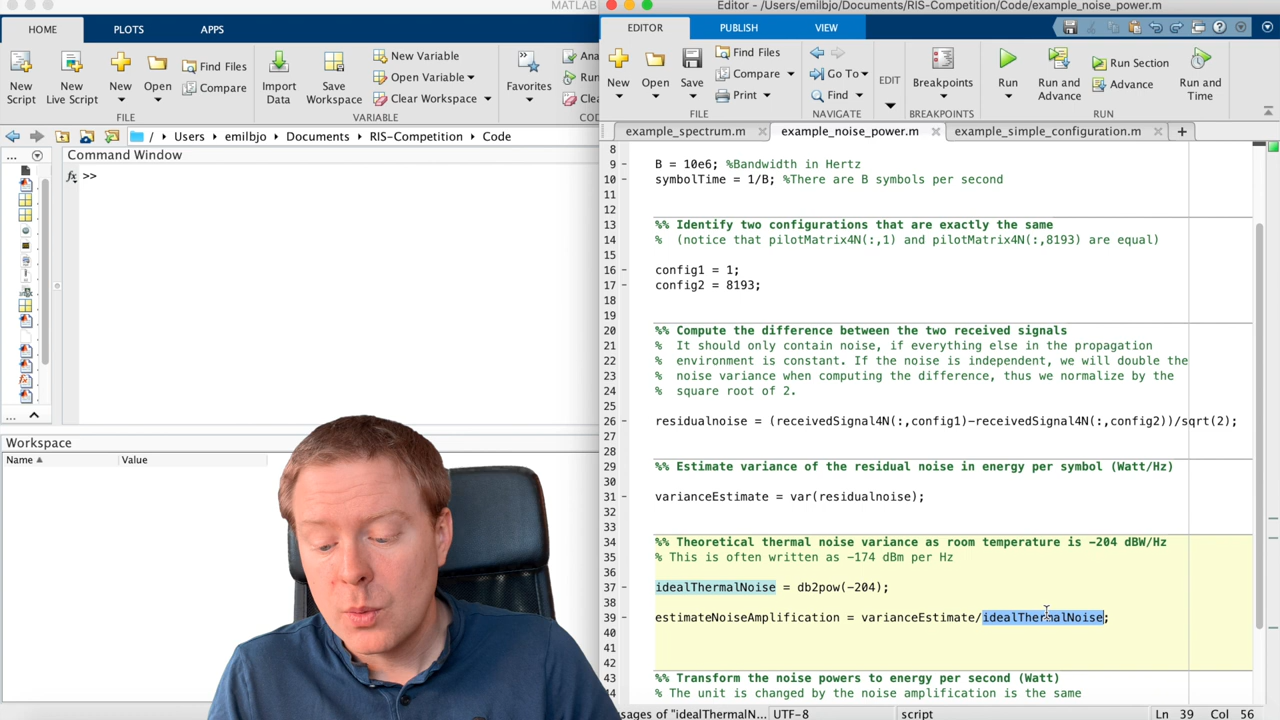 MATLAB
Editor - /Users/emilbjo/Documents/RIS-Competition/Code/example_noise_power.m
HOME PLOTS APPS
EDITOR PUBLISH VIEW
New Script
New Live Script
New
Open
Find Files
Compare
Import Data
Save Workspace
New Variable
Open Variable
Clear Workspace
Favorites
Ana
Run
Cle
FILE VARIABLE COD
New
Open
Save
Find Files
Compare
Print
Go To
Find
EDIT
Breakpoints
Run
Run and Advance
Run Section
Advance
Run and Time
FILE NAVIGATE BREAKPOINTS RUN
/ Users emilbjo Documents RIS-Competition Code
example_spectrum.m example_noise_power.m example_simple_configuration.m
... Command Window
fx >>
...
Workspace
Name Value
8
9 B = 10e6; %Bandwidth in Hertz
10 symbolTime = 1/B; %There are B symbols per second
11
12
13 %% Identify two configurations that are exactly the same
14 % (notice that pilotMatrix4N(:,1) and pilotMatrix4N(:,8193) are equal)
15
16 config1 = 1;
17 config2 = 8193;
18
19
20 %% Compute the difference between the two received signals
21 % It should only contain noise, if everything else in the propagation
22 % environment is constant. If the noise is independent, we will double the
23 % noise variance when computing the difference, thus we normalize by the
24 % square root of 2.
25
26 residualnoise = (receivedSignal4N(:,config1)-receivedSignal4N(:,config2))/sqrt(2);
27
28
29 %% Estimate variance of the residual noise in energy per symbol (Watt/Hz)
30
31 varianceEstimate = var(residualnoise);
32
33
34 %% Theoretical thermal noise variance as room temperature is -204 dBW/Hz
35 % This is often written as -174 dBm per Hz
36
37 idealThermalNoise = db2pow(-204);
38
39 estimateNoiseAmplification = varianceEstimate/idealThermalNoise;
40
41
42
43 %% Transform the noise powers to energy per second (Watt)
44 % The unit is changed by the noise amplification is the same
sages of "idealThermalN... UTF-8 script Ln 39 Col 56